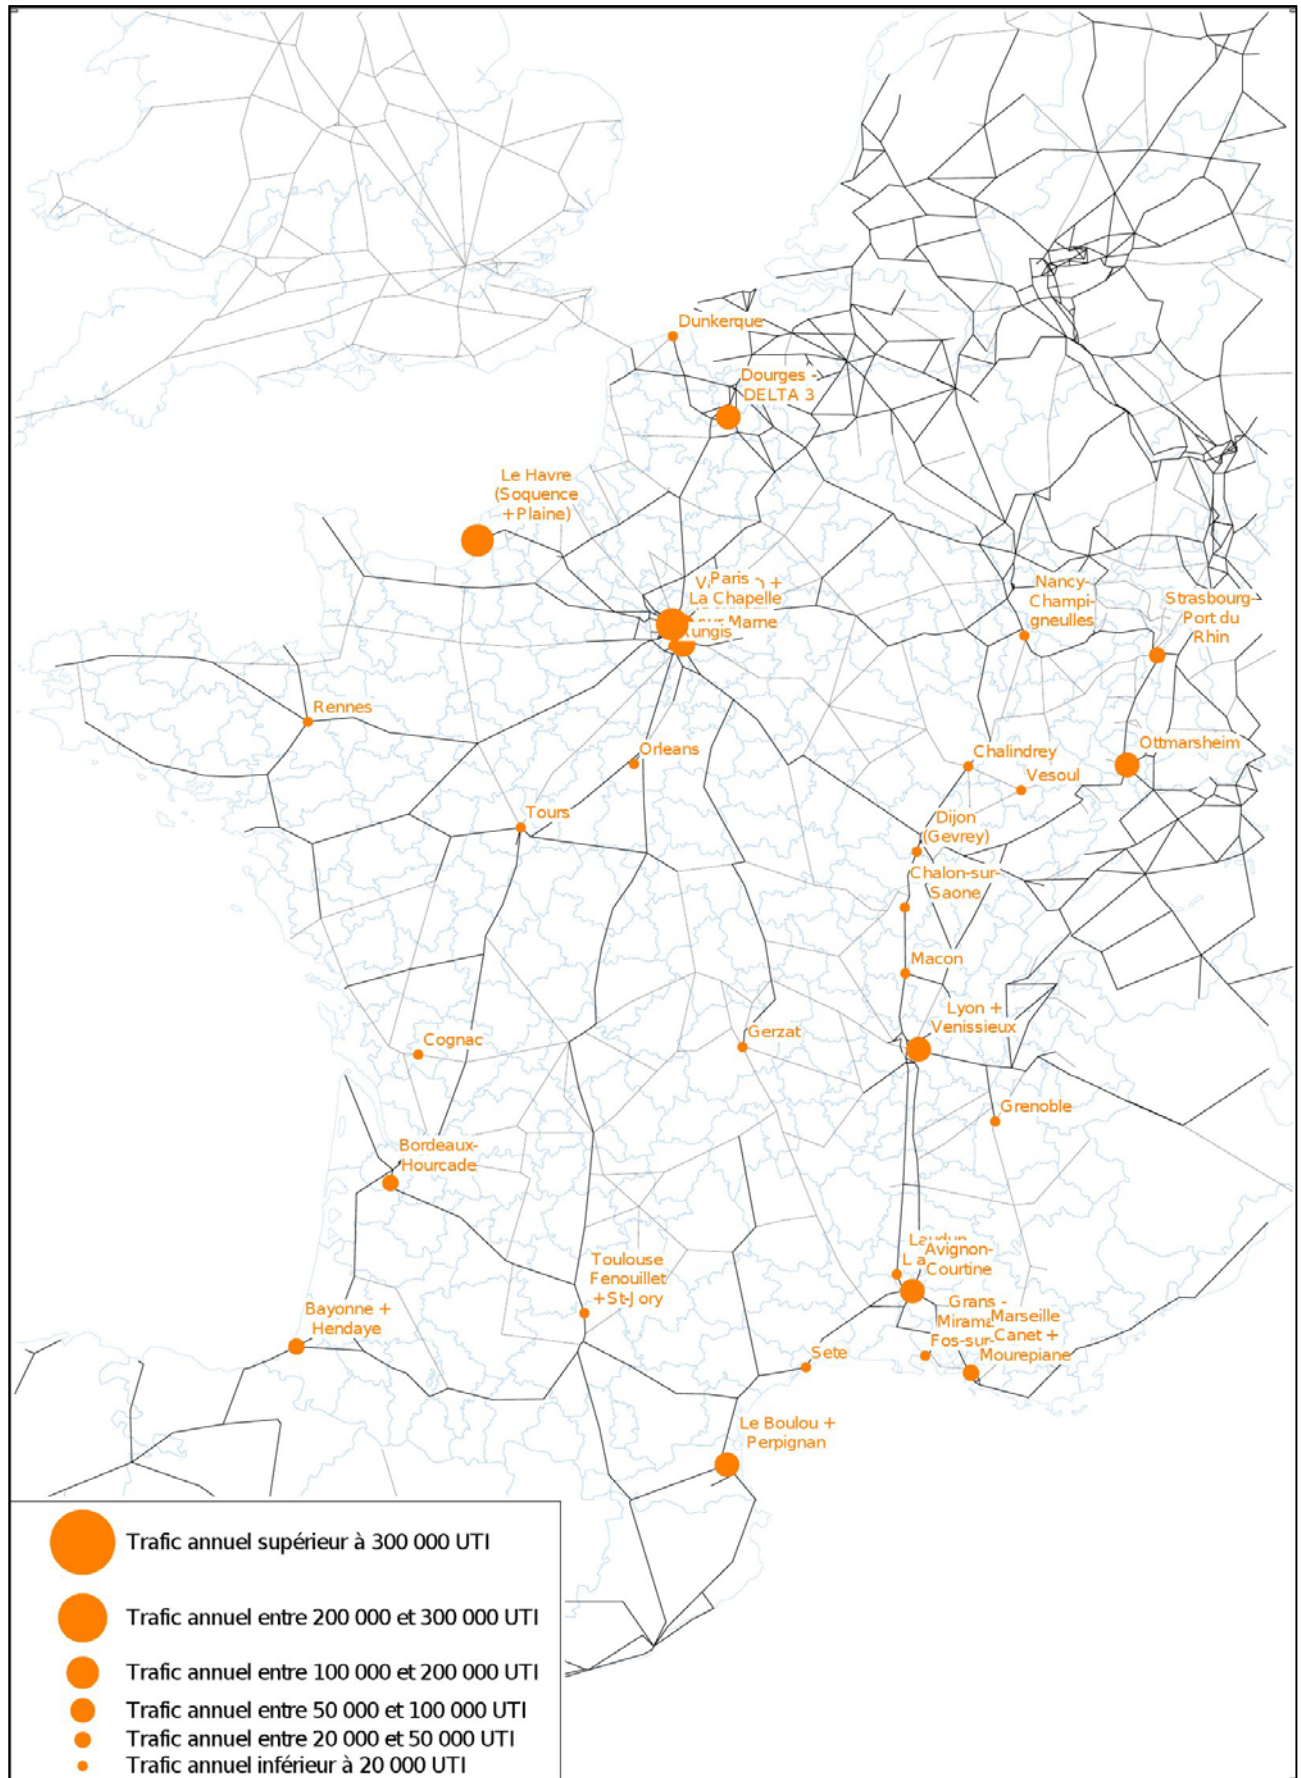 Dunkerque
Dourges -
DELTA 3
Le Havre
(Soquence
+Plaine)
Paris +
La Chapelle
sur Marne
Nancy-
Champi-
gneulles
Strasbourg-
Port du
Rhin
Rennes
Orleans
Chalindrey
Ottmarsheim
Vesoul
Tours
Dijon
(Gevrey)
Chalon-sur-
Saone
Macon
Lyon +
Venissieux
Cognac
Gerzat
Grenoble
Bordeaux-
Hourcade
Toulouse
Fenouillet
+St-Jory
Avignon-
Courtine
Bayonne +
Hendaye
Grans -
Marseille
Canet +
Mourepiane
Fos-sur-
Sete
Le Boulou +
Perpignan
Trafic annuel supérieur à 300 000 UTI
Trafic annuel entre 200 000 et 300 000 UTI
Trafic annuel entre 100 000 et 200 000 UTI
Trafic annuel entre 50 000 et 100 000 UTI
Trafic annuel entre 20 000 et 50 000 UTI
Trafic annuel inférieur à 20 000 UTI